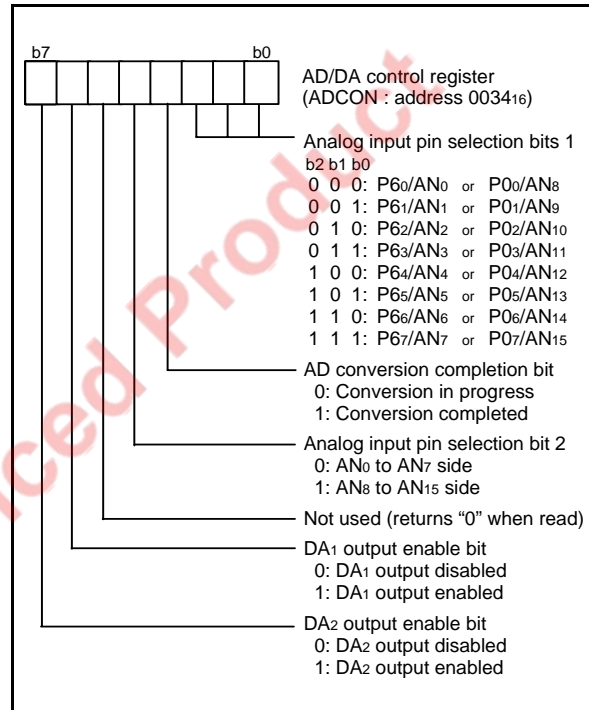 b7 b0
AD/DA control register
(ADCON : address 003416)
Analog input pin selection bits 1
b2 b1 b0
0 0 0: P60/AN0 or P00/AN8
0 0 1: P61/AN1 or P01/AN9
0 1 0: P62/AN2 or P02/AN10
0 1 1: P63/AN3 or P03/AN11
1 0 0: P64/AN4 or P04/AN12
1 0 1: P65/AN5 or P05/AN13
1 1 0: P66/AN6 or P06/AN14
1 1 1: P67/AN7 or P07/AN15
AD conversion completion bit
0: Conversion in progress
1: Conversion completed
Analog input pin selection bit 2
0: AN0 to AN7 side
1: AN8 to AN15 side
Not used (returns “0” when read)
DA1 output enable bit
0: DA1 output disabled
1: DA1 output enabled
DA2 output enable bit
0: DA2 output disabled
1: DA2 output enabled
ced Product